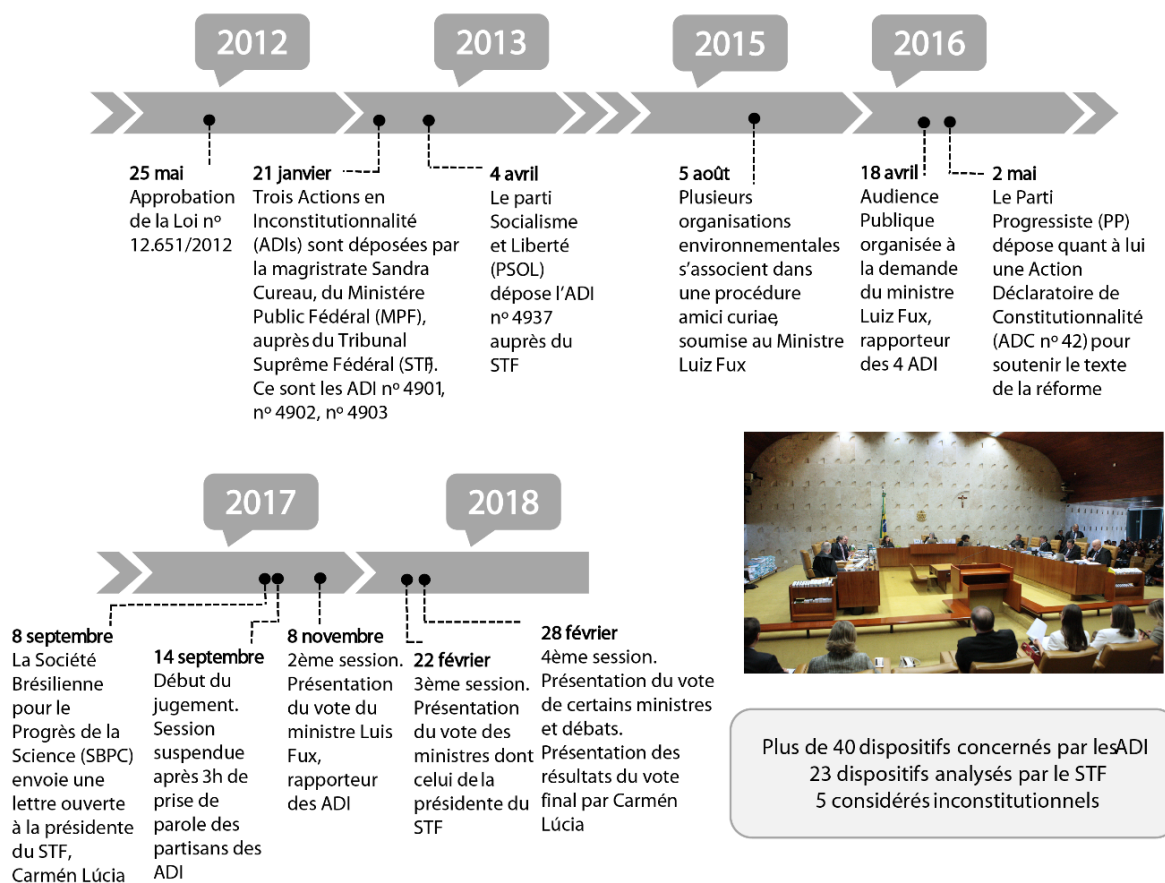 2012
2013
2015
2016
25 mai
Approbation
de la Loi nº
12.651/2012
21 janvier
Trois Actions en
Inconstitutionnalité
(ADIs) sont déposées par
la magistrate Sandra
Cureau, du Ministére
Public Fédéral (MPF),
auprès du Tribunal
Suprême Fédéral (STF).
Ce sont les ADI nº 4901,
nº 4902, nº 4903
4 avril
Le parti
Socialisme
et Liberté
(PSOL)
dépose l’ADI
nº 4937
auprès du
STF
5 août
Plusieurs
organisations
environnementales
s’associent dans
une procédure
amici curiae,
soumise au Ministre
Luiz Fux
18 avril
Audience
Publique
organisée à
la demande
du ministre
Luiz Fux,
rapporteur
des 4 ADI
2 mai
Le Parti
Progressiste (PP)
dépose quant à lui
une Action
Déclaratoire de
Constitutionnalité
(ADC nº 42) pour
soutenir le texte
de la réforme
2017
2018
8 septembre
La Société
Brésilienne
pour le
Progrès de la
Science (SBPC)
envoie une
lettre ouverte
à la présidente
du STF,
Carmén Lúcia
14 septembre
Début du
jugement.
Session
suspendue
après 3h de
prise de
parole des
partisans des
ADI
8 novembre
2ème session.
Présentation
du vote du
ministre Luis
Fux,
rapporteur
des ADI
22 février
3ème session.
Présentation
du vote des
ministres dont
celui de la
présidente du
STF
28 février
4ème session.
Présentation du vote
de certains ministres
et débats.
Présentation des
résultats du vote
final par Carmén
Lúcia
Plus de 40 dispositifs concernés par les ADI
23 dispositifs analysés par le STF
5 considérés inconstitutionnels